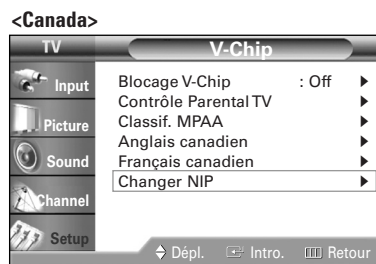 <Canada>
TV
V-Chip
Input
Picture
Sound
Channel
Setup
Blocage V-Chip : Off
Contrôle Parental TV
Classif. MPAA
Anglais canadien
Français canadien
Changer NIP
Dépl. Intro. Retour